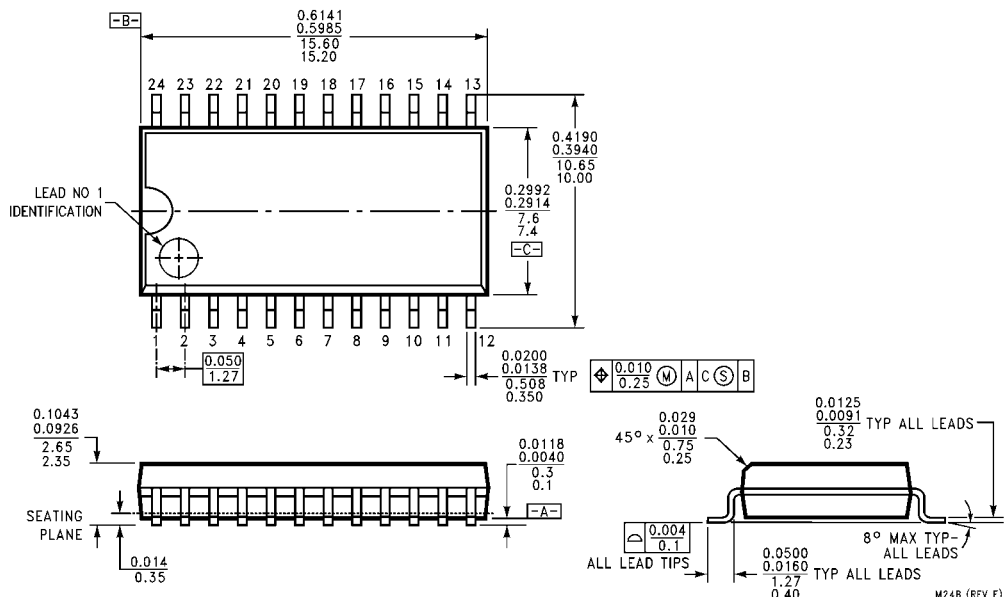 -B-
0.6141
0.5985
15.60
15.20
24 23 22 21 20 19 18 17 16 15 14 13
0.4190
0.3940
10.65
10.00
0.2992
0.2914
7.6
7.4
-C-
LEAD NO 1
IDENTIFICATION
1 2 3 4 5 6 7 8 9 10 11 12
0.050
1.27
0.0200
0.0138
0.508
0.350
TYP
⌖ 0.010
0.25 Ⓜ A C Ⓢ B
0.1043
0.0926
2.65
2.35
0.0118
0.0040
0.3
0.1
-A-
SEATING
PLANE
0.014
0.35
45° x
0.029
0.010
0.75
0.25
0.0125
0.0091
0.32
0.23
TYP ALL LEADS
0.004
0.1
ALL LEAD TIPS
0.0500
0.0160
1.27
0.40
TYP ALL LEADS
8° MAX TYP-
ALL LEADS
M24B (REV F)